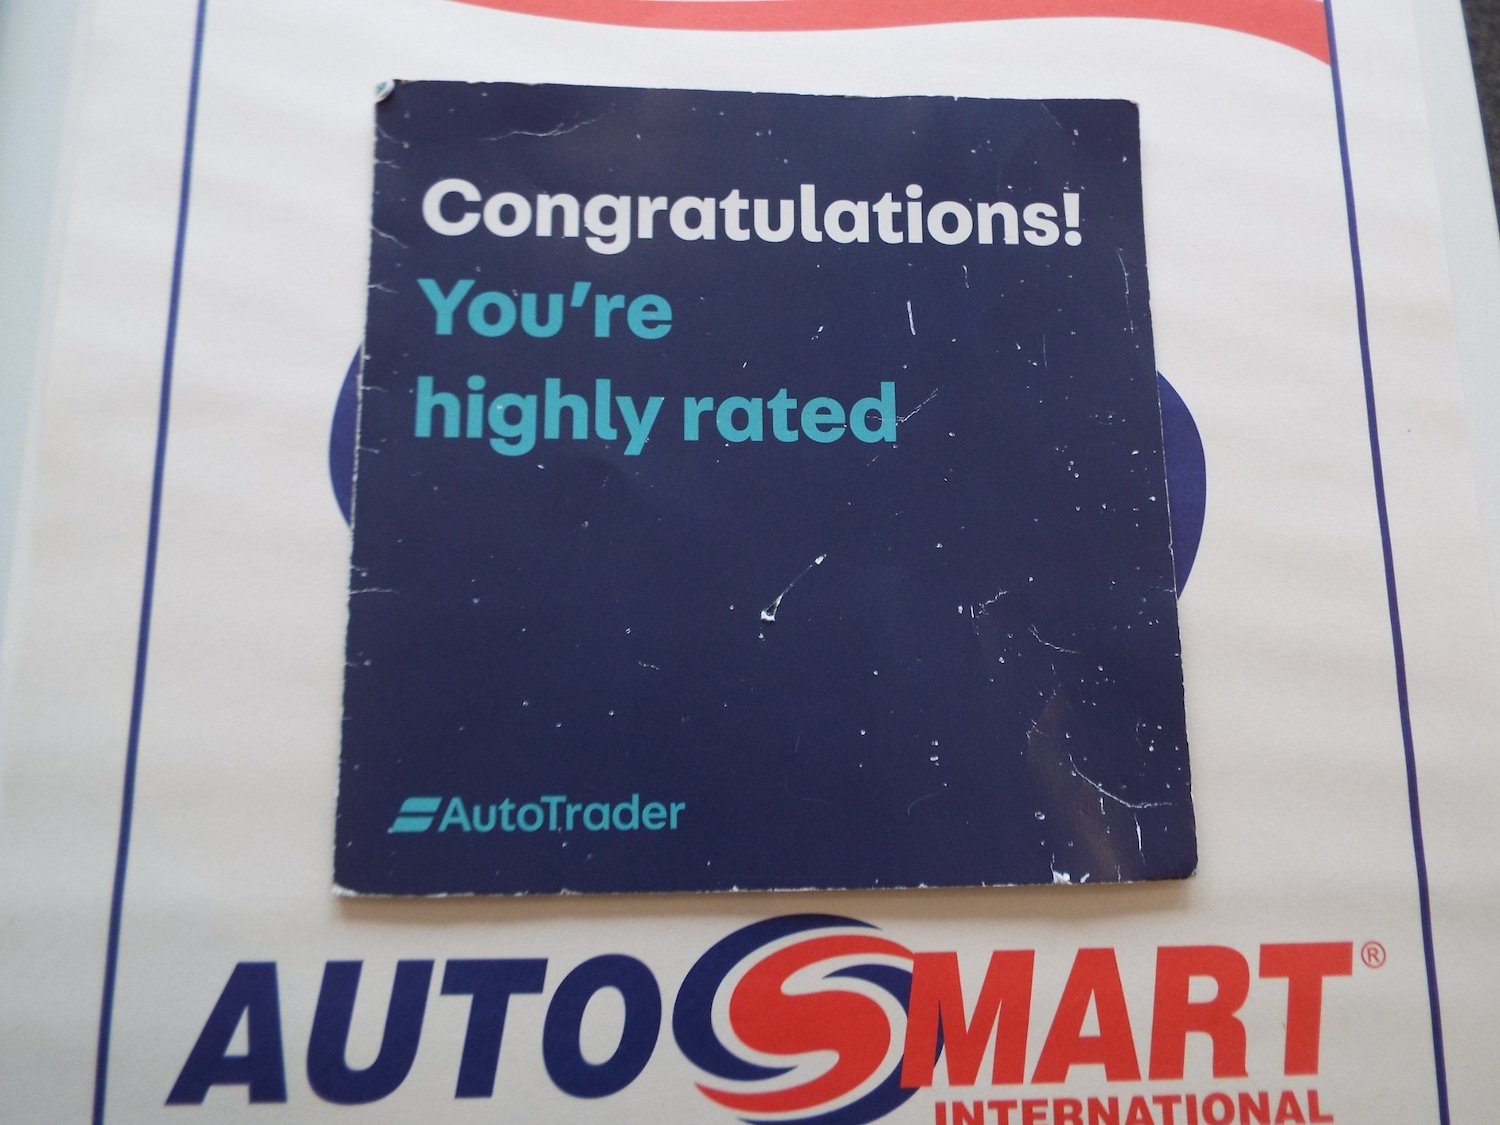 Congratulations!
You're
highly rated
AutoTrader
AUTOSMART®
INTERNATIONAL